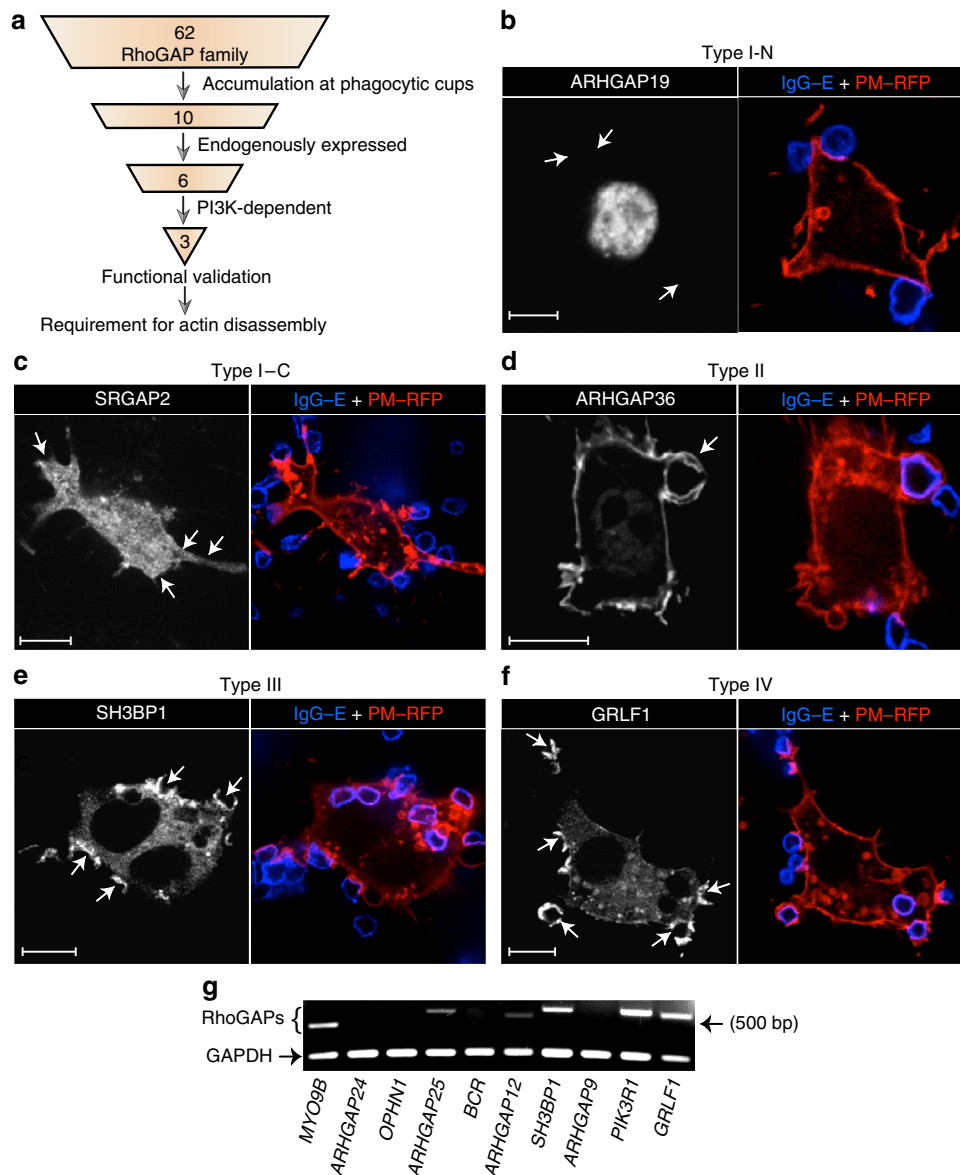 a
62
RhoGAP family
Accumulation at phagocytic cups
10
Endogenously expressed
6
PI3K-dependent
3
Functional validation
Requirement for actin disassembly
b
Type I-N
ARHGAP19
IgG-E + PM-RFP
c
Type I–C
SRGAP2
IgG–E + PM–RFP
d
Type II
ARHGAP36
IgG–E + PM–RFP
e
Type III
SH3BP1
IgG–E + PM–RFP
C
f
Type IV
GRLF1
IgG–E + PM–RFP
g
RhoGAPs {
(500 bp)
GAPDH
MYO9B
ARHGAP24
OPHN1
ARHGAP25
BCR
ARHGAP12
SH3BP1
ARHGAP9
PIK3R1
GRLF1